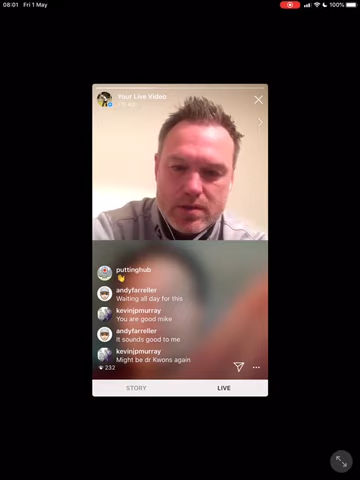 08:01 Fri 1 May
100%
Your Live Video
puttinghub
andyfarreller
Waiting all day for this
kevinjpmurray
You are good mike
andyfarreller
It sounds good to me
kevinjpmurray
Might be dr Kwons again
232
STORY
LIVE